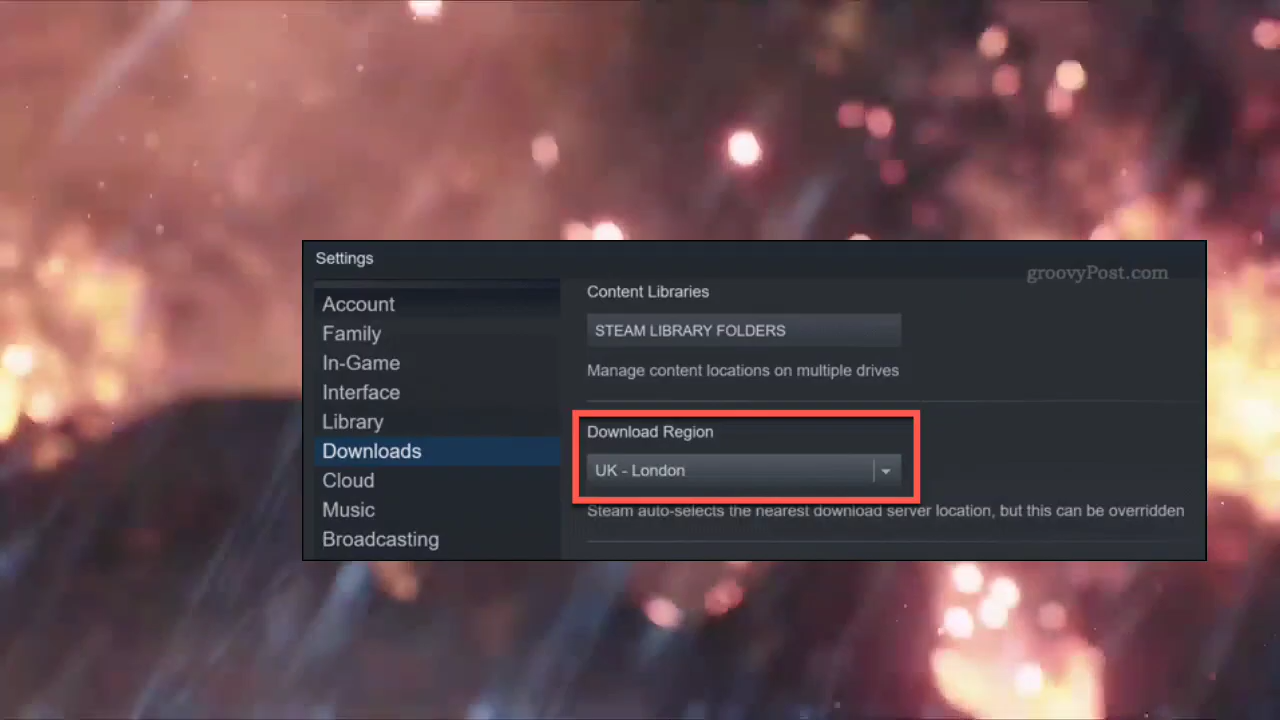 Settings
groovyPost.com
Account
Family
In-Game
Interface
Library
Downloads
Cloud
Music
Broadcasting
Content Libraries
STEAM LIBRARY FOLDERS
Manage content locations on multiple drives
Download Region
UK - London
Steam auto-selects the nearest download server location, but this can be overridden